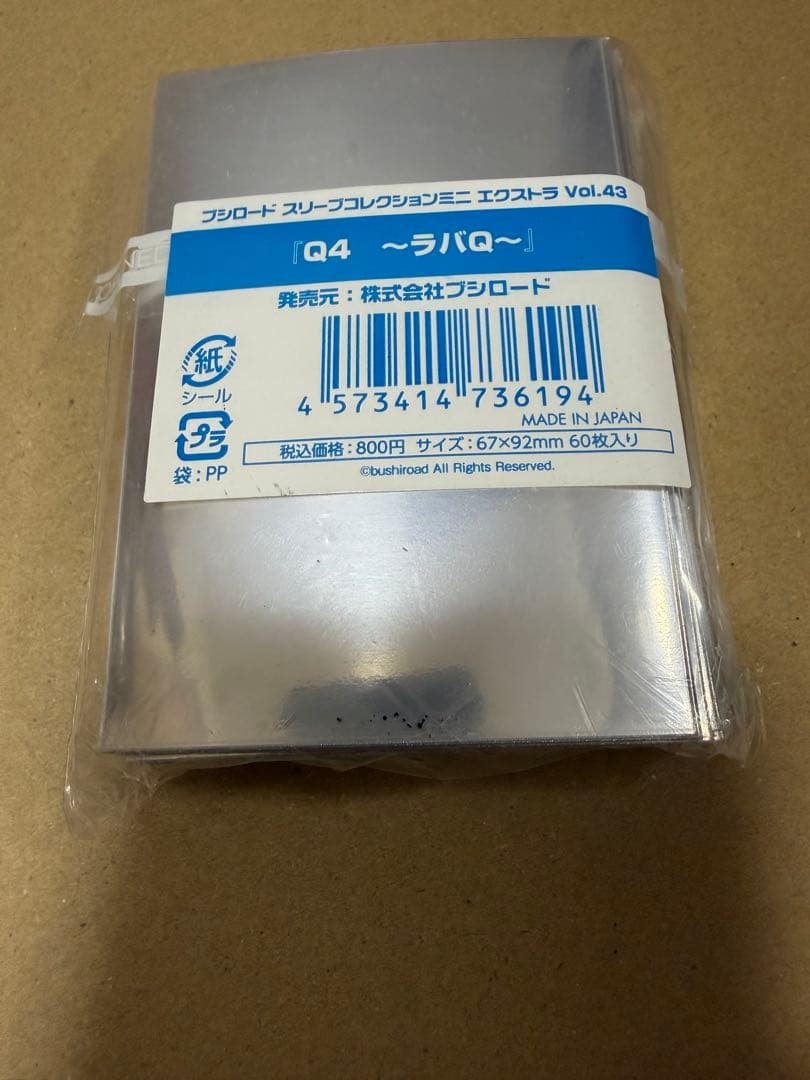 ブシロード スリーブコレクションミニ エクストラ Vol.43
『Q4 〜ラバQ〜』
発売元：株式会社ブシロード
紙
シール
プラ
袋：PP
4 573414 736194
MADE IN JAPAN
税込価格：800円 サイズ：67×92mm 60枚入り
©bushiroad All Rights Reserved.